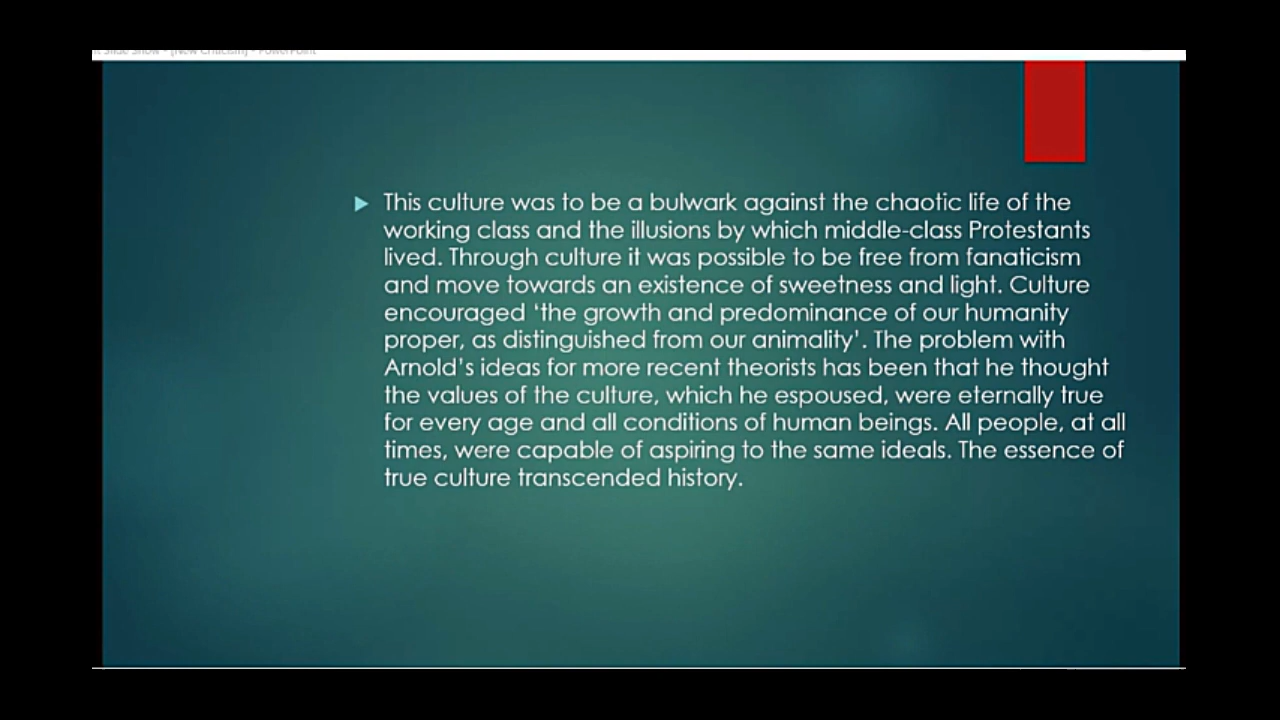 Slide Show - [New Criticism] - PowerPoint
This culture was to be a bulwark against the chaotic life of the
working class and the illusions by which middle-class Protestants
lived. Through culture it was possible to be free from fanaticism
and move towards an existence of sweetness and light. Culture
encouraged ‘the growth and predominance of our humanity
proper, as distinguished from our animality’. The problem with
Arnold’s ideas for more recent theorists has been that he thought
the values of the culture, which he espoused, were eternally true
for every age and all conditions of human beings. All people, at all
times, were capable of aspiring to the same ideals. The essence of
true culture transcended history.